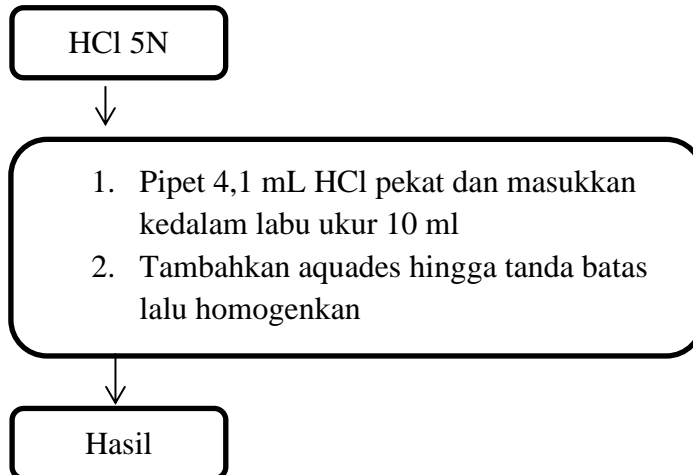 HCl 5N
1. Pipet 4,1 mL HCl pekat dan masukkan
kedalam labu ukur 10 ml
2. Tambahkan aquades hingga tanda batas
lalu homogenkan
Hasil